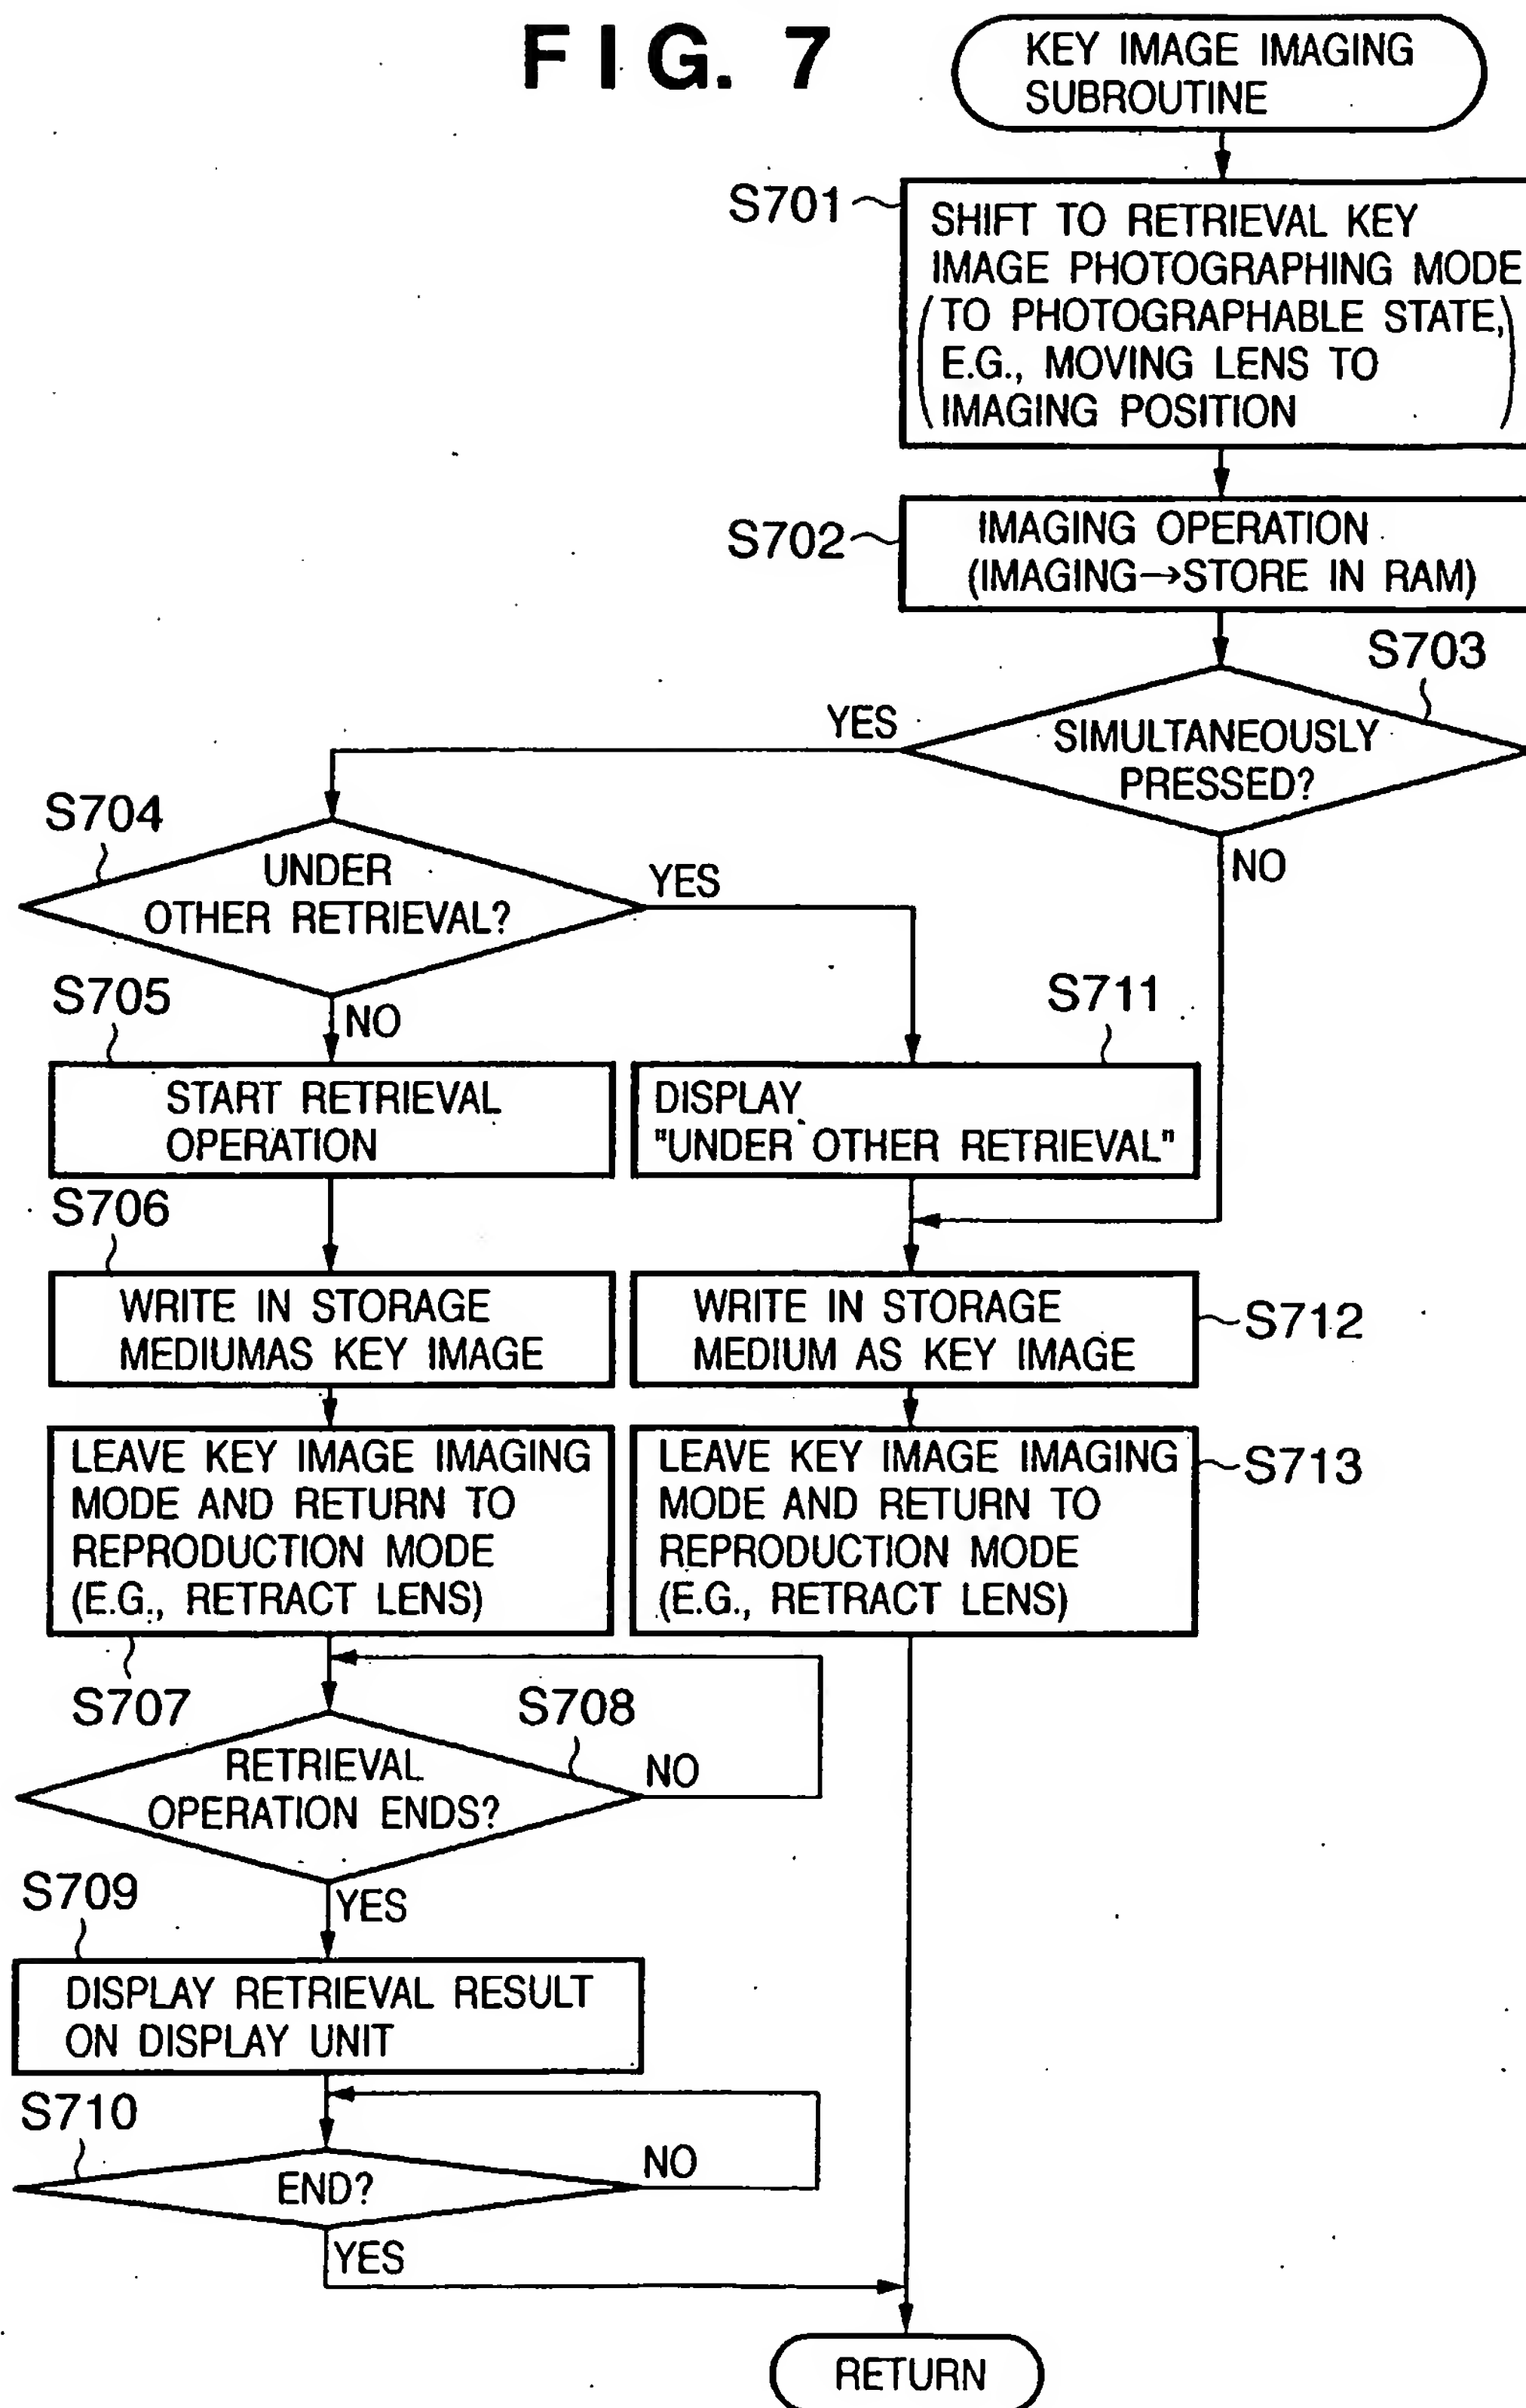 FIG. 7
KEY IMAGE IMAGING
SUBROUTINE
S701
SHIFT TO RETRIEVAL KEY
IMAGE PHOTOGRAPHING MODE
(TO PHOTOGRAPHABLE STATE,
E.G., MOVING LENS TO
IMAGING POSITION)
S702
IMAGING OPERATION
(IMAGING→STORE IN RAM)
S703
SIMULTANEOUSLY
PRESSED?
YES
NO
S704
UNDER
OTHER RETRIEVAL?
YES
NO
S705
START RETRIEVAL
OPERATION
S711
DISPLAY
"UNDER OTHER RETRIEVAL"
S706
WRITE IN STORAGE
MEDIUMAS KEY IMAGE
WRITE IN STORAGE
MEDIUM AS KEY IMAGE
S712
LEAVE KEY IMAGE IMAGING
MODE AND RETURN TO
REPRODUCTION MODE
(E.G., RETRACT LENS)
S707
LEAVE KEY IMAGE IMAGING
MODE AND RETURN TO
REPRODUCTION MODE
(E.G., RETRACT LENS)
S713
S708
RETRIEVAL
OPERATION ENDS?
NO
YES
S709
DISPLAY RETRIEVAL RESULT
ON DISPLAY UNIT
S710
END?
NO
YES
RETURN